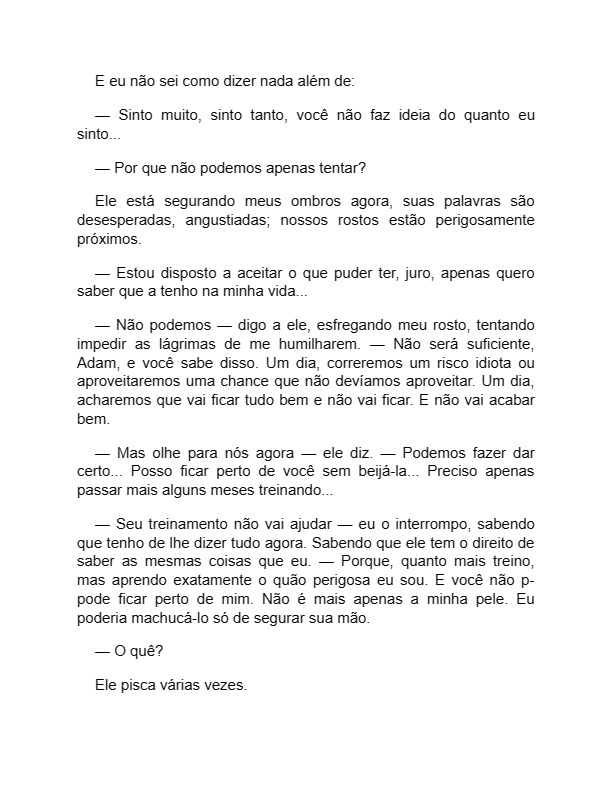 E eu não sei como dizer nada além de:
— Sinto muito, sinto tanto, você não faz ideia do quanto eu
sinto...
— Por que não podemos apenas tentar?
Ele está segurando meus ombros agora, suas palavras são
desesperadas, angustiadas; nossos rostos estão perigosamente
próximos.
— Estou disposto a aceitar o que puder ter, juro, apenas quero
saber que a tenho na minha vida...
— Não podemos — digo a ele, esfregando meu rosto, tentando
impedir as lágrimas de me humilharem. — Não será suficiente,
Adam, e você sabe disso. Um dia, correremos um risco idiota ou
aproveitaremos uma chance que não devíamos aproveitar. Um dia,
acharemos que vai ficar tudo bem e não vai ficar. E não vai acabar
bem.
— Mas olhe para nós agora — ele diz. — Podemos fazer dar
certo... Posso ficar perto de você sem beijá-la... Preciso apenas
passar mais alguns meses treinando...
— Seu treinamento não vai ajudar — eu o interrompo, sabendo
que tenho de lhe dizer tudo agora. Sabendo que ele tem o direito de
saber as mesmas coisas que eu. — Porque, quanto mais treino,
mas aprendo exatamente o quão perigosa eu sou. E você não p-
pode ficar perto de mim. Não é mais apenas a minha pele. Eu
poderia machucá-lo só de segurar sua mão.
— O quê?
Ele pisca várias vezes.